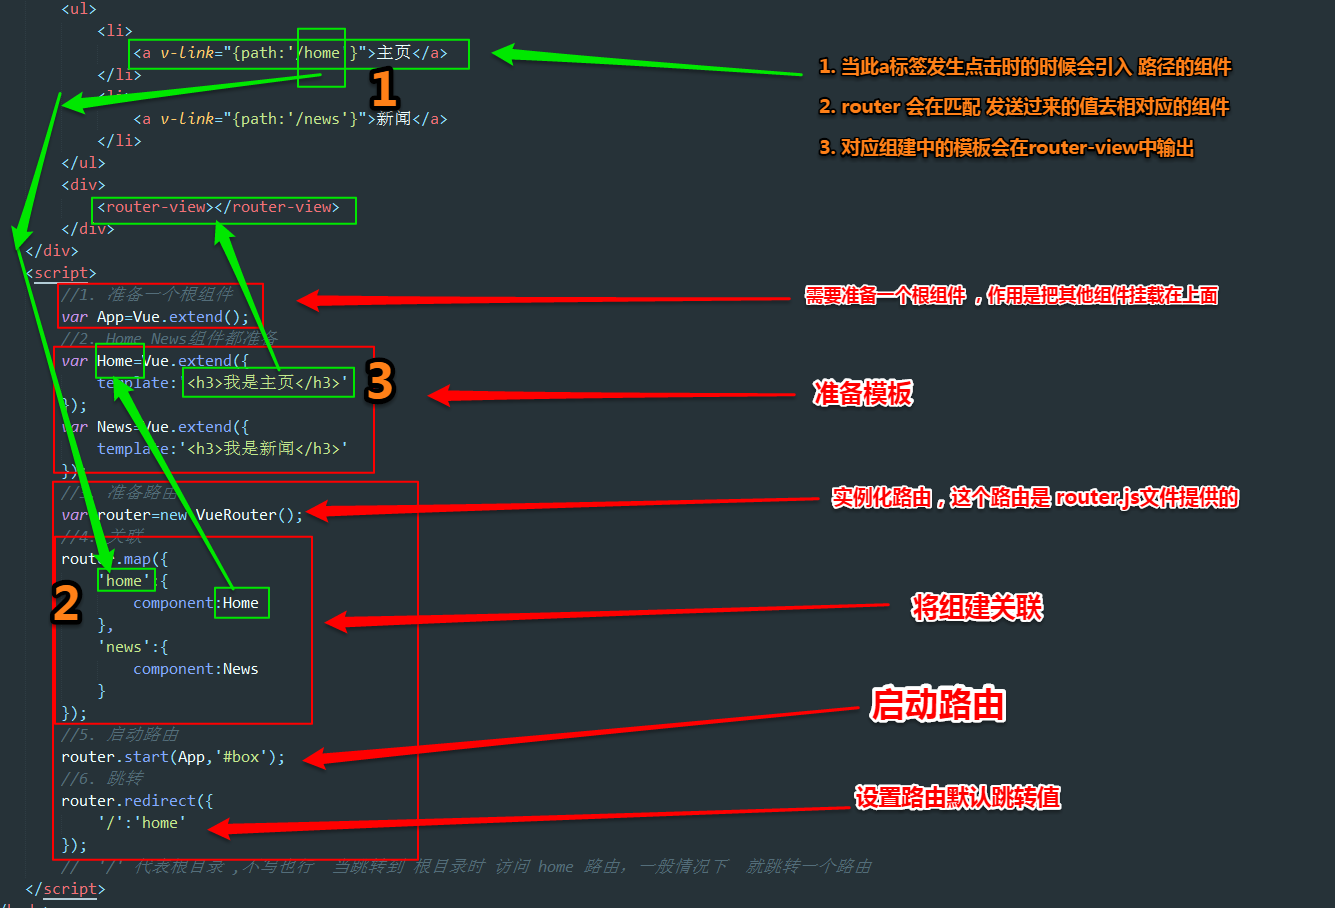 <ul>
<li>
<a v-link="{path:'/home'}">主页</a>
</li>
<li>
<a v-link="{path:'/news'}">新闻</a>
</li>
</ul>
<div>
<router-view></router-view>
</div>
</div>
<script>
//1. 准备一个根组件
var App=Vue.extend();
//2. Home News组件都准备
var Home=Vue.extend({
template:'<h3>我是主页</h3>'
});
var News=Vue.extend({
template:'<h3>我是新闻</h3>'
});
//3. 准备路由
var router=new VueRouter();
//4. 关联
router.map({
'home':{
component:Home
},
'news':{
component:News
}
});
//5. 启动路由
router.start(App,'#box');
//6. 跳转
router.redirect({
'/':'home'
});
// '/' 代表根目录 ,不写也行 当跳转到 根目录时 访问 home 路由，一般情况下 就跳转一个路由
</script>
1
2
3
1. 当此a标签发生点击时的时候会引入 路径的组件
2. router 会在匹配 发送过来的值去相对应的组件
3. 对应组建中的模板会在router-view中输出
需要准备一个根组件 ，作用是把其他组件挂载在上面
准备模板
实例化路由，这个路由是 router.js文件提供的
将组建关联
启动路由
设置路由默认跳转值